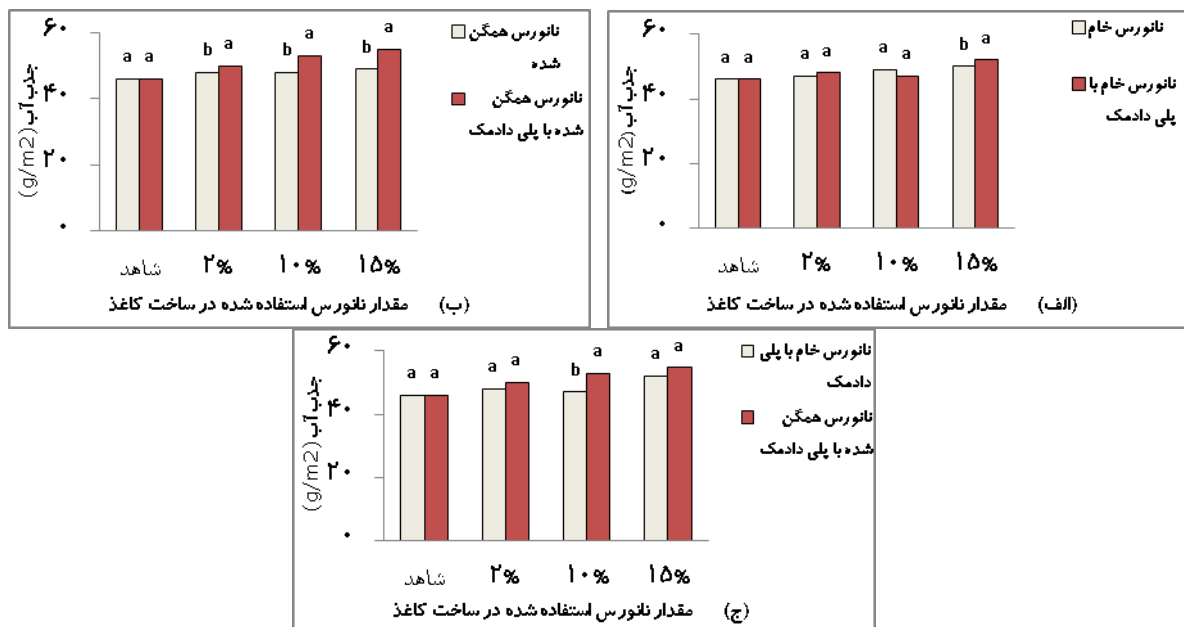 ۶۰
۴۰
۲۰
۰
جذب آب (g/m2)
a a a a a a b a
شاهد ۲% ۱۰% ۱۵%
نانورس خام
نانورس خام با
پلی دادمک
(الف) مقدار نانورس استفاده شده در ساخت کاغذ
۶۰
۴۰
۲۰
۰
جذب آب (g/m2)
a a b a b a b a
شاهد ۲% ۱۰% ۱۵%
نانورس همگن
شده
نانورس همگن
شده با پلی دادمک
(ب) مقدار نانورس استفاده شده در ساخت کاغذ
۶۰
۴۰
۲۰
۰
جذب آب (g/m2)
a a a a b a a a
شاهد ۲% ۱۰% ۱۵%
نانورس خام با پلی
دادمک
نانورس همگن
شده با پلی دادمک
(ج) مقدار نانورس استفاده شده در ساخت کاغذ